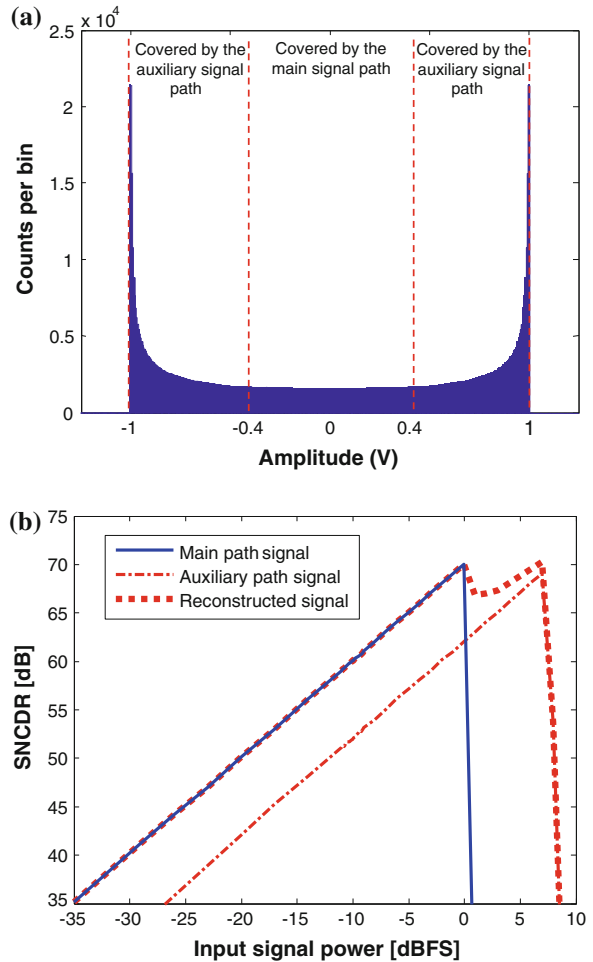 (a)
x 10⁴
2.5
2
1.5
1
0.5
0
Counts per bin
Covered by the
auxiliary signal
path
Covered by the
main signal path
Covered by the
auxiliary signal
path
-1
-0.4
0
0.4
1
Amplitude (V)
(b)
75
70
65
60
55
50
45
40
35
SNCDR [dB]
Main path signal
Auxiliary path signal
Reconstructed signal
-35
-30
-25
-20
-15
-10
-5
0
5
10
Input signal power [dBFS]